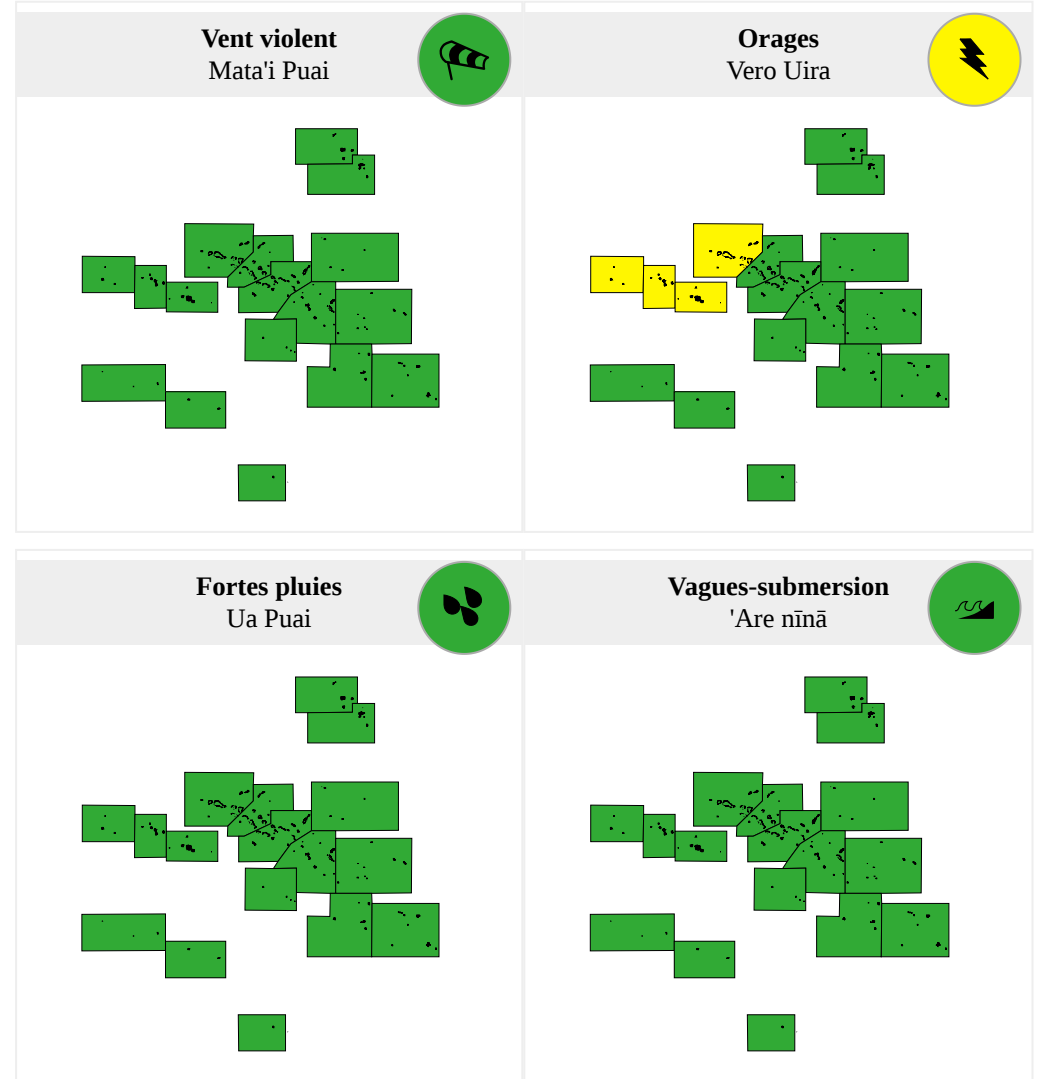 Vent violent
Mata'i Puai
Orages
Vero Uira
Fortes pluies
Ua Puai
Vagues-submersion
'Are nīnā